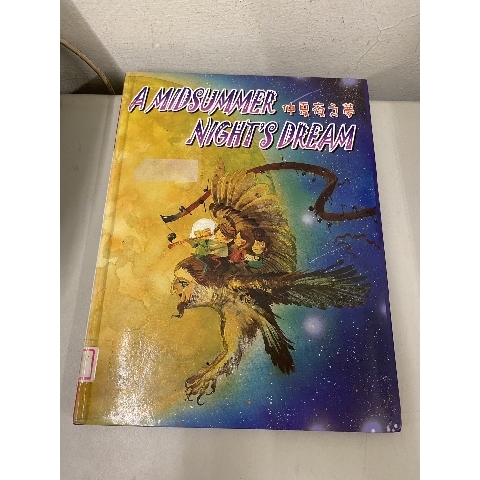 A MIDSUMMER 仲夏夜之夢
NIGHT'S DREAM